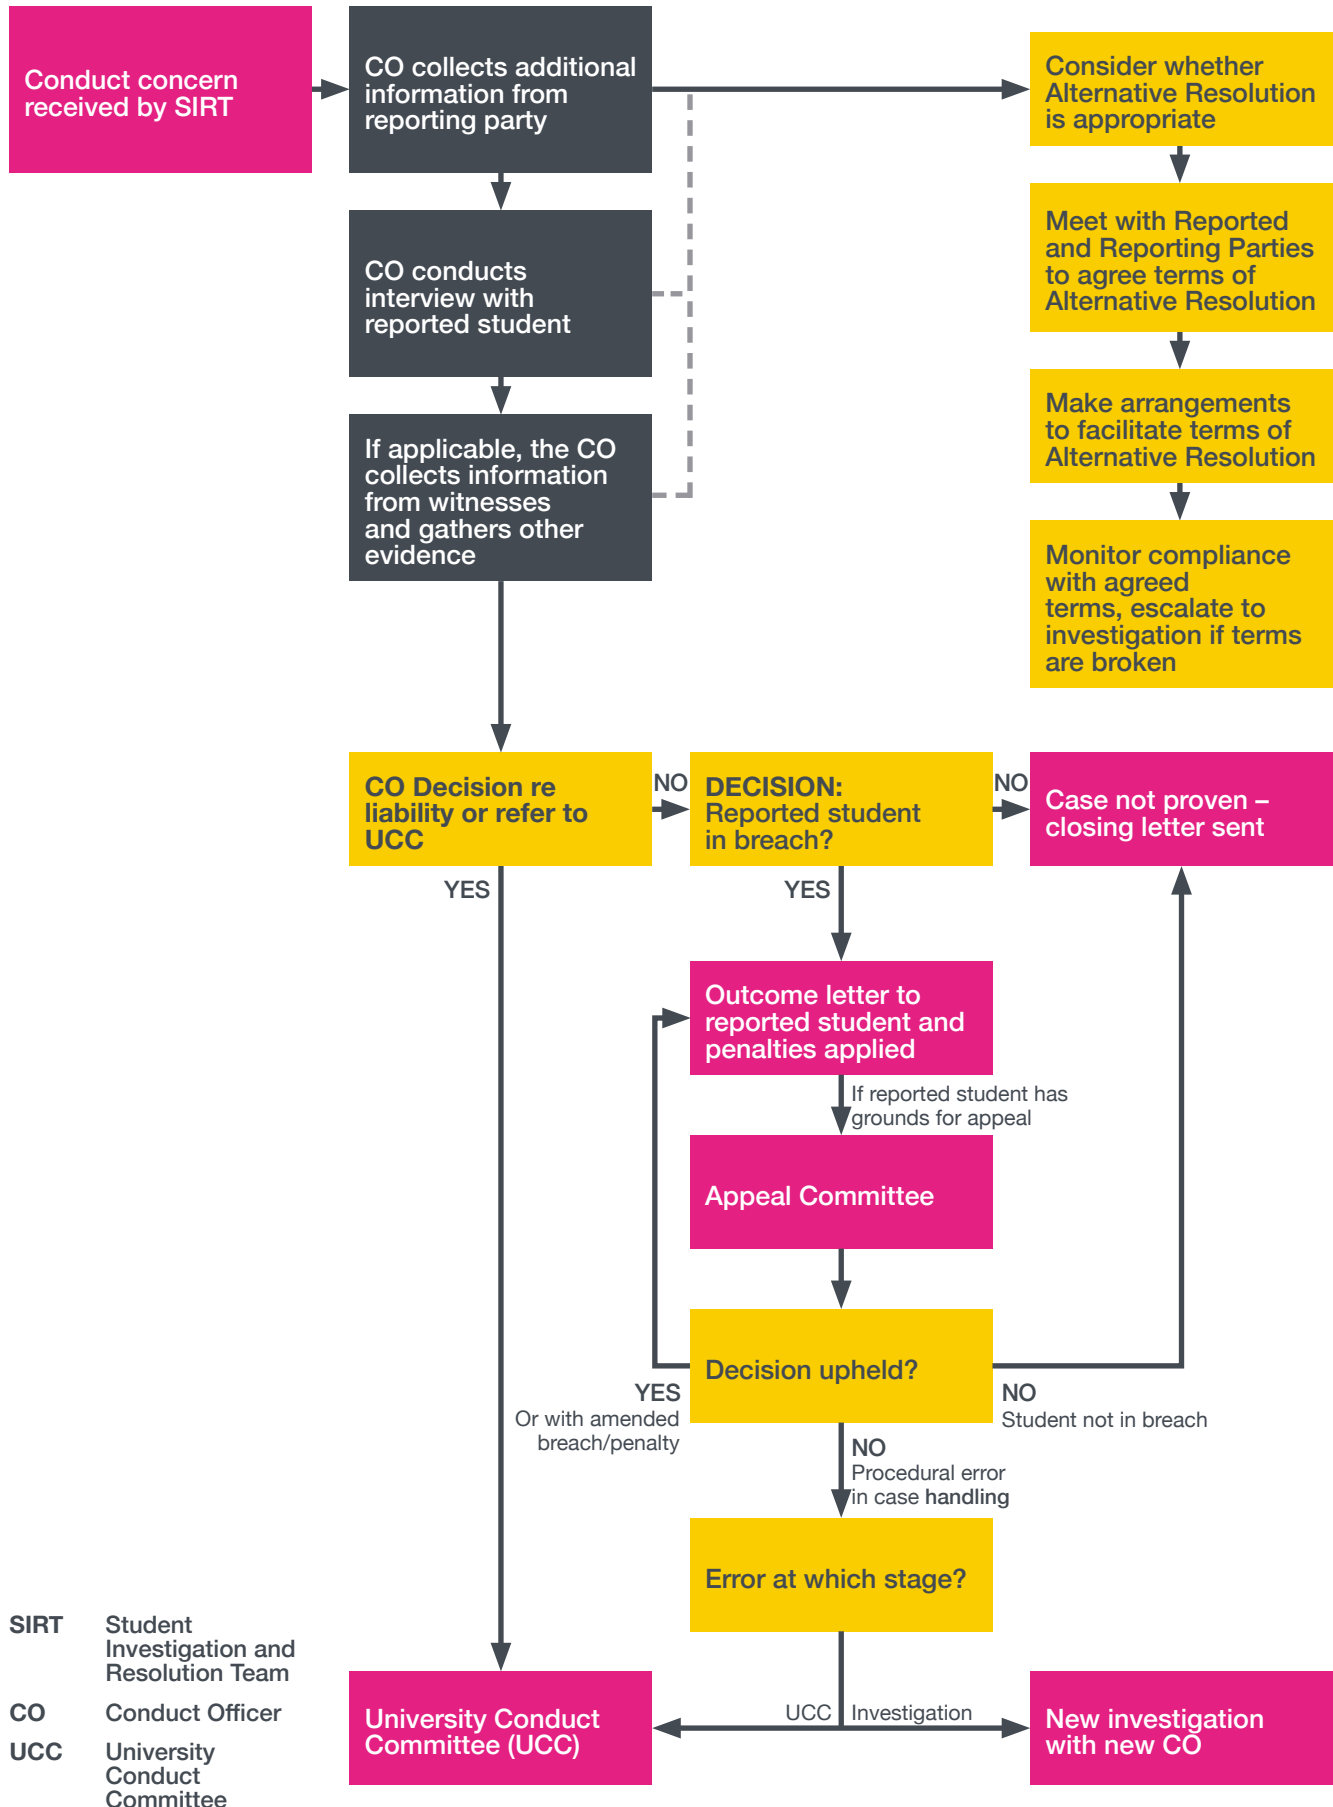 Conduct concern
received by SIRT
CO collects additional
information from
reporting party
Consider whether
Alternative Resolution
is appropriate
CO conducts
interview with
reported student
Meet with Reported
and Reporting Parties
to agree terms of
Alternative Resolution
If applicable, the CO
collects information
from witnesses
and gathers other
evidence
Make arrangements
to facilitate terms of
Alternative Resolution
Monitor compliance
with agreed
terms, escalate to
investigation if terms
are broken
CO Decision re
liability or refer to
UCC
NO
DECISION:
Reported student
in breach?
NO
Case not proven –
closing letter sent
YES
YES
Outcome letter to
reported student and
penalties applied
If reported student has
grounds for appeal
Appeal Committee
Decision upheld?
YES
Or with amended
breach/penalty
NO
Student not in breach
NO
Procedural error
in case handling
Error at which stage?
UCC
Investigation
University Conduct
Committee (UCC)
New investigation
with new CO
SIRT Student
Investigation and
Resolution Team
CO Conduct Officer
UCC University
Conduct
Committee